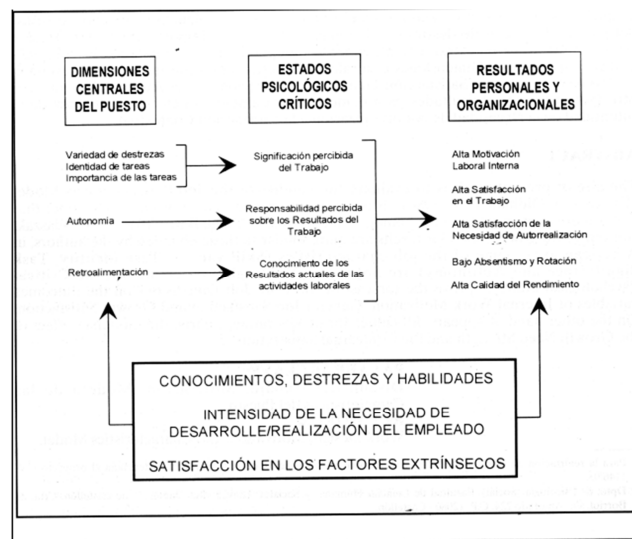 DIMENSIONES
CENTRALES
DEL PUESTO
ESTADOS
PSICOLÓGICOS
CRÍTICOS
RESULTADOS
PERSONALES Y
ORGANIZACIONALES
Variedad de destrezas
Identidad de tareas
Importancia de las tareas
Significación percibida
del Trabajo
Autonomia
Responsabilidad percibida
sobre los Resultados del
Trabajo
Retroalimentación
Conocimiento de los
Resultados actuales de las
actividades laborales
Alta Motivación
Laboral Interna
Alta Satisfacción
en el Trabajo
Alta Satisfacción de la
Necesidad de Autorrealización
Bajo Absentismo y Rotación
Alta Calidad del Rendimiento
CONOCIMIENTOS, DESTREZAS Y HABILIDADES
INTENSIDAD DE LA NECESIDAD DE
DESARROLLE/REALIZACIÓN DEL EMPLEADO
SATISFACCIÓN EN LOS FACTORES EXTRÍNSECOS